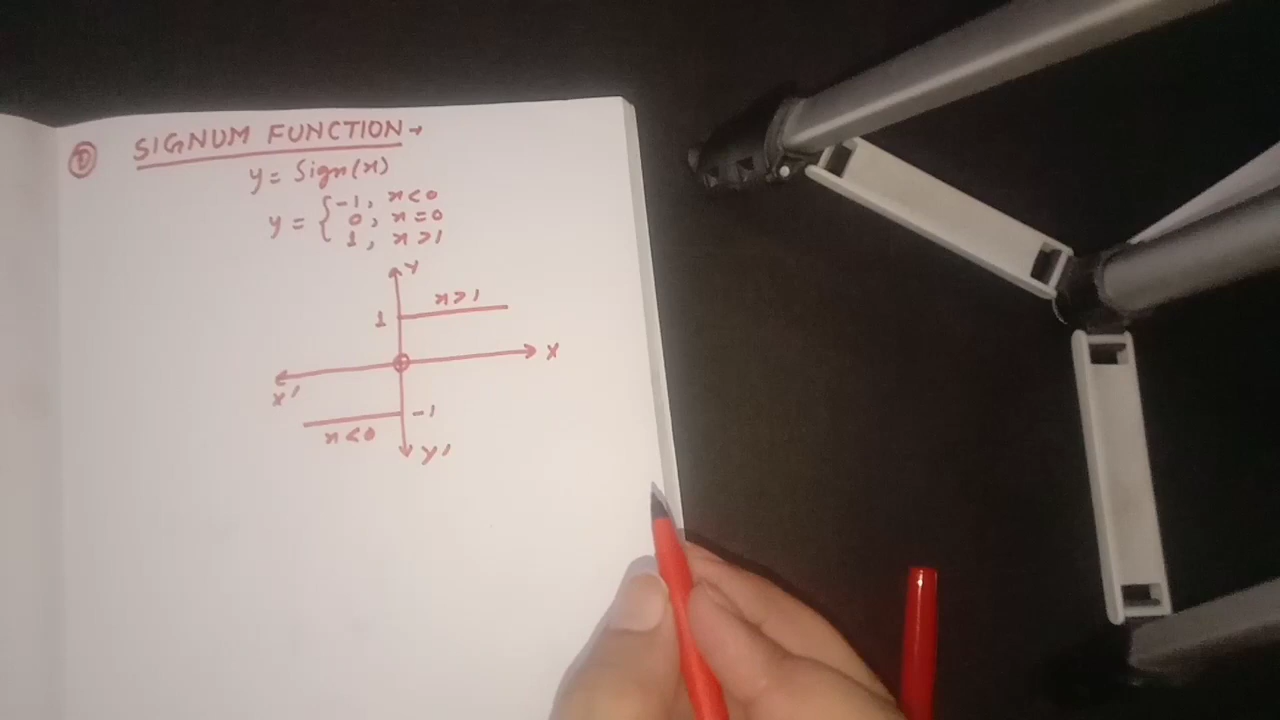 ① SIGNUM FUNCTION→
y = Sign(x)
y = { -1, x<0
0, x=0
1, x>1
Y
x>1
1
X
X'
-1
x<0
Y'